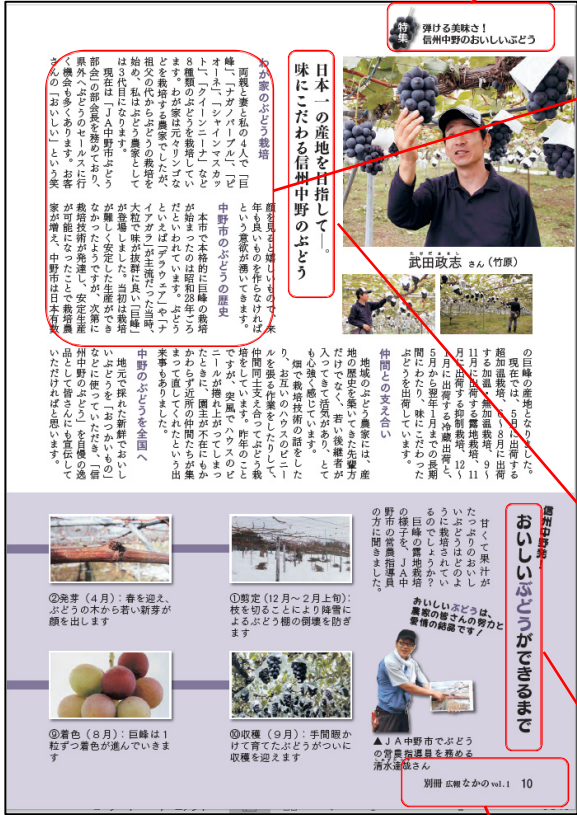 特集
弾ける美味さ！
信州中野のおいしいぶどう
日本一の産地を目指して―。
味にこだわる信州中野のぶどう
武田政志 さん（竹原）
わが家のぶどう栽培
両親と妻と私の４人で「巨
峰」、「ナガノパープル」、「ピ
オーネ」、「シャインマスカッ
ト」、「クイーンニーナ」など
８種類のぶどうを栽培してい
ます。わが家は元々リンゴな
どを栽培する農家でしたが、
祖父の代からぶどうの栽培を
始め、私はぶどう農家として
は３代目になります。
現在は「ＪＡ中野市ぶどう
部会」の部会長を務めており、
県外へぶどうのセールスに行
く機会も多くあります。お客
さんの「おいしい」という笑
顔を見ると嬉しいもので、来
年も良いものを作らなければ
という意欲が湧いてきます。
中野市のぶどうの歴史
本市で本格的に巨峰の栽培
が始まったのは昭和28年ごろ
だといわれています。ぶどう
といえば「デラウェア」や「ナ
イアガラ」が主流だった当時、
大粒で味が抜群に良い「巨峰」
が登場しました。当初は栽培
が難しく安定した生産ができ
なかったようですが、次第に
栽培技術が発達し、安定生産
が可能になったことで栽培農
家が増え、中野市は日本有数
の巨峰の産地となりました。
現在では、５月に出荷する
超加温栽培、６～８月に出荷
する加温・無加温栽培、９～
11月に出荷する露地栽培、11
月に出荷する抑制栽培、12～
１月に出荷する冷蔵出荷と、
５月から翌年１月までの長期
間にわたり、味にこだわった
ぶどうを出荷しています。
仲間との支え合い
地域のぶどう農家には、産
地の歴史を築いてきた先輩方
だけでなく、若い後継者が
入ってきて活気があり、とて
も心強く感じています。
畑で栽培技術の話をした
り、お互いのハウスのビニー
ルを張る作業をしたりして、
仲間同士支え合ってぶどう栽
培をしています。昨年のこと
ですが、突風でハウスのビ
ニールが捲れ上がってしまっ
たときに、園主が不在にもか
かわらず近所の仲間たちが集
まって直してくれたという出
来事もありました。
中野のぶどうを全国へ
地元で採れた新鮮でおいし
いぶどうを「おつかいもの」
などに使っていただき、「信
州中野のぶどう」を自慢の逸
品として皆さんにも宣伝して
いただければと思います。
信州中野発！
おいしいぶどうができるまで
甘くて果汁が
たっぷりのおいし
いぶどうはどのよ
うに栽培されてい
るのでしょうか？
巨峰の露地栽培
の様子を、ＪＡ中
野市の営農指導員
の方に聞きました。
おいしいぶどうは、
農家の皆さんの努力と
愛情の結晶です！
▲ＪＡ中野市でぶどう
の営農指導員を務める
清水達哉さん
①剪定（12月～２月上旬）：
枝を切ることにより降雪に
よるぶどう棚の倒壊を防ぎ
ます
②発芽（４月）：春を迎え、
ぶどうの木から若い新芽が
顔を出します
⑨着色（８月）：巨峰は１
粒ずつ着色が進んでいきま
す
⑩収穫（９月）：手間暇か
けて育てたぶどうがついに
収穫を迎えます
別冊 広報なかの vol.1 10